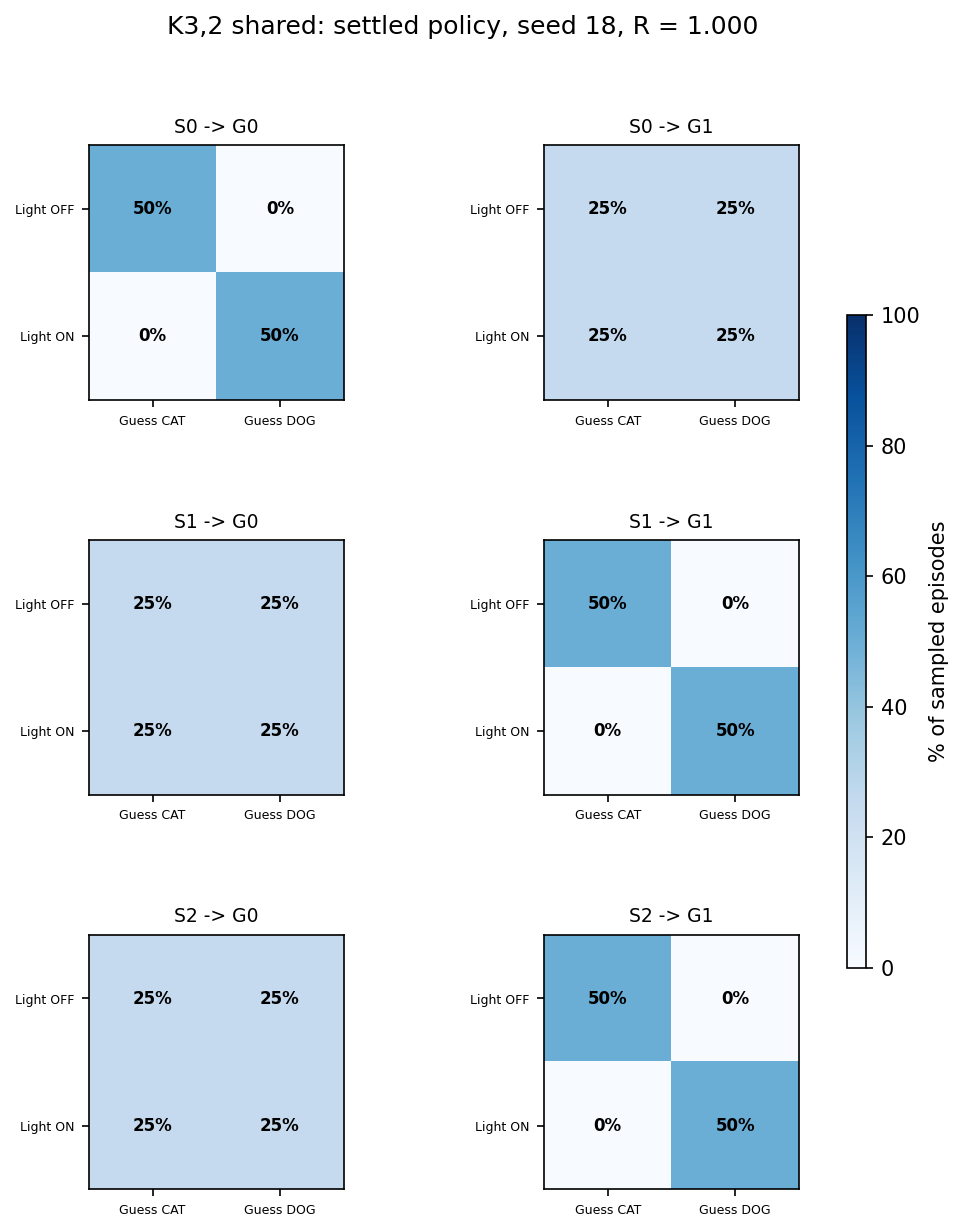 K3,2 shared: settled policy, seed 18, R = 1.000
S0 -> G0
Light OFF
50%
0%
Light ON
0%
50%
Guess CAT
Guess DOG
S0 -> G1
Light OFF
25%
25%
Light ON
25%
25%
Guess CAT
Guess DOG
S1 -> G0
Light OFF
25%
25%
Light ON
25%
25%
Guess CAT
Guess DOG
S1 -> G1
Light OFF
50%
0%
Light ON
0%
50%
Guess CAT
Guess DOG
S2 -> G0
Light OFF
25%
25%
Light ON
25%
25%
Guess CAT
Guess DOG
S2 -> G1
Light OFF
50%
0%
Light ON
0%
50%
Guess CAT
Guess DOG
100
80
60
40
20
0
% of sampled episodes